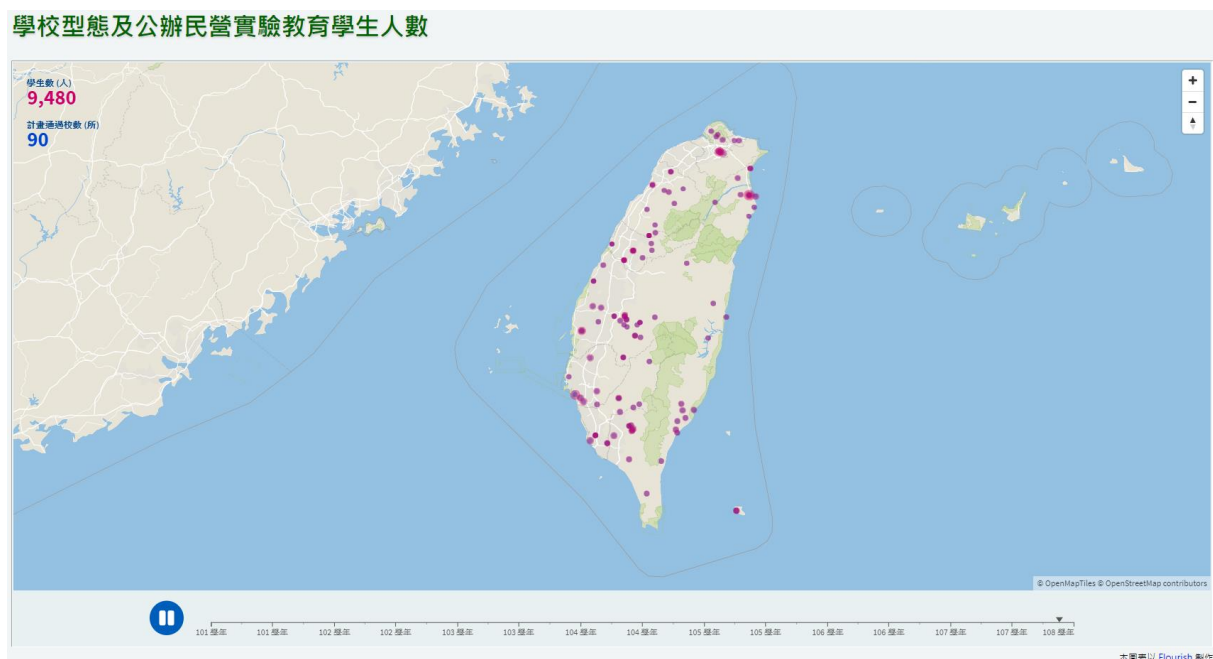 學校型態及公辦民營實驗教育學生人數
學生數 (人)
9,480
計畫通過校數 (所)
90
+
−
© OpenMapTiles © OpenStreetMap contributors
101 學年 101 學年 102 學年 102 學年 103 學年 103 學年 104 學年 104 學年 105 學年 105 學年 106 學年 106 學年 107 學年 107 學年 108 學年
本圖表以 Flourish 製作